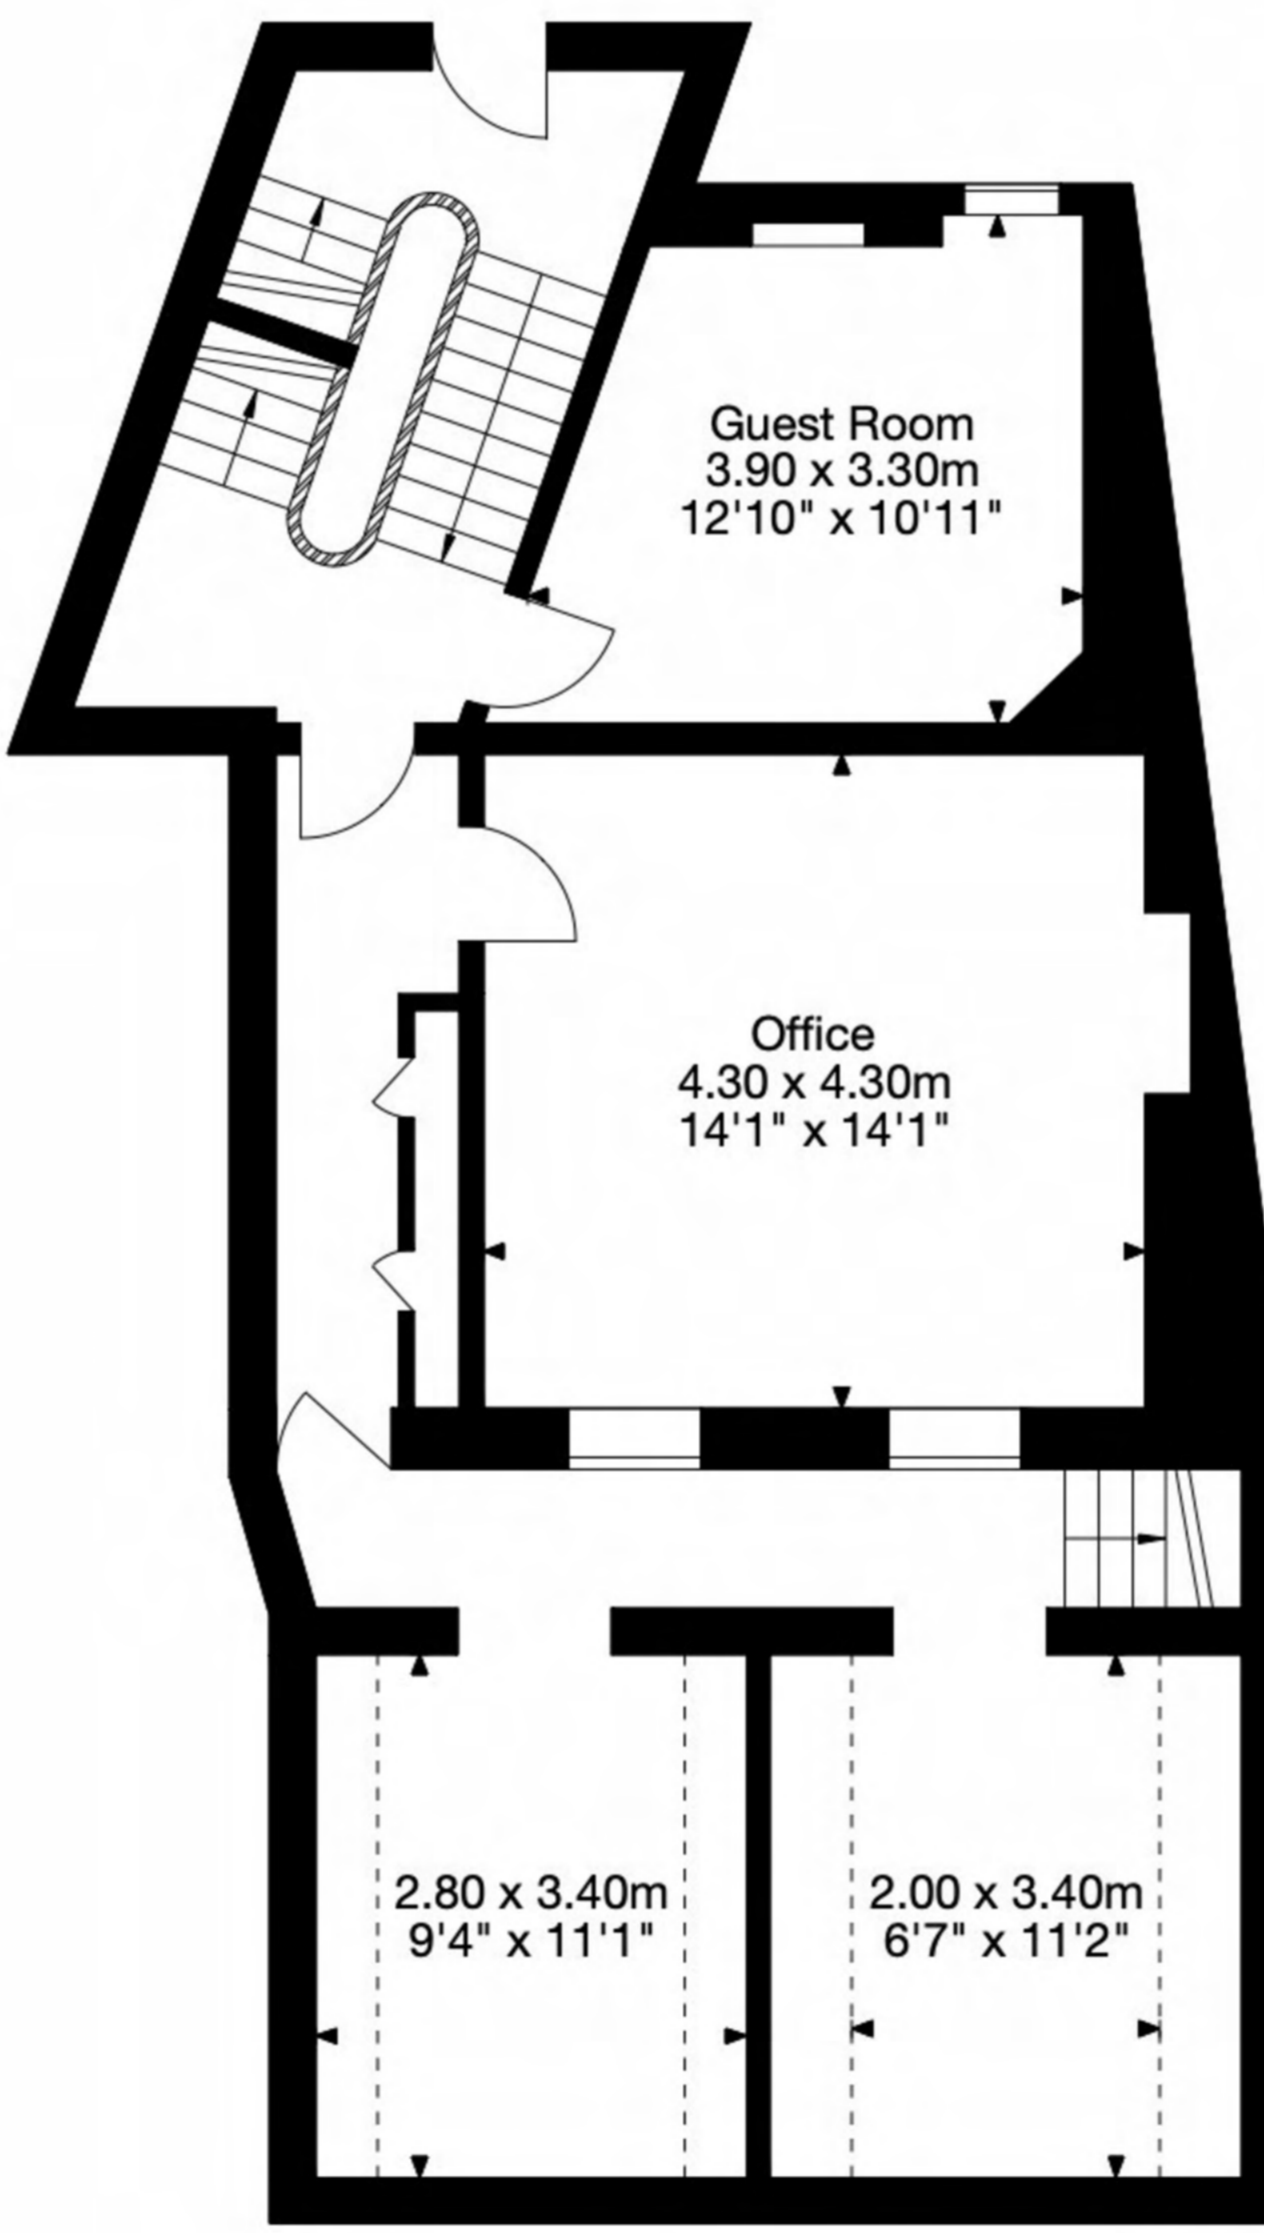 Guest Room
3.90 x 3.30m
12'10" x 10'11"
Office
4.30 x 4.30m
14'1" x 14'1"
2.80 x 3.40m
9'4" x 11'1"
2.00 x 3.40m
6'7" x 11'2"